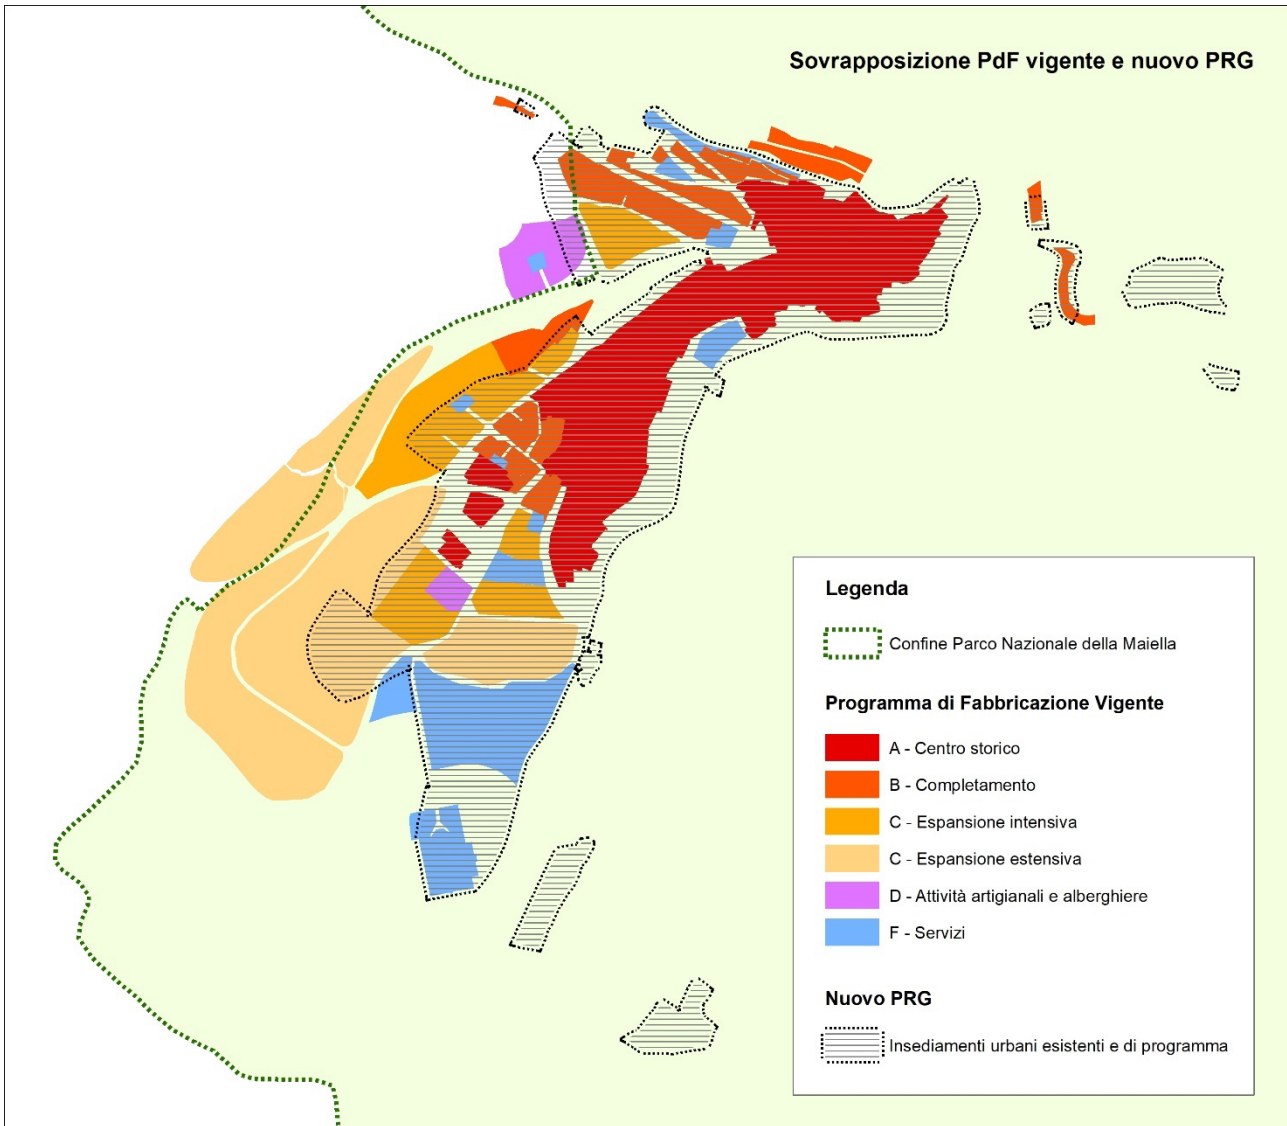 Sovrapposizione PdF vigente e nuovo PRG
Legenda
Confine Parco Nazionale della Maiella
Programma di Fabbricazione Vigente
A - Centro storico
B - Completamento
C - Espansione intensiva
C - Espansione estensiva
D - Attività artigianali e alberghiere
F - Servizi
Nuovo PRG
Insediamenti urbani esistenti e di programma